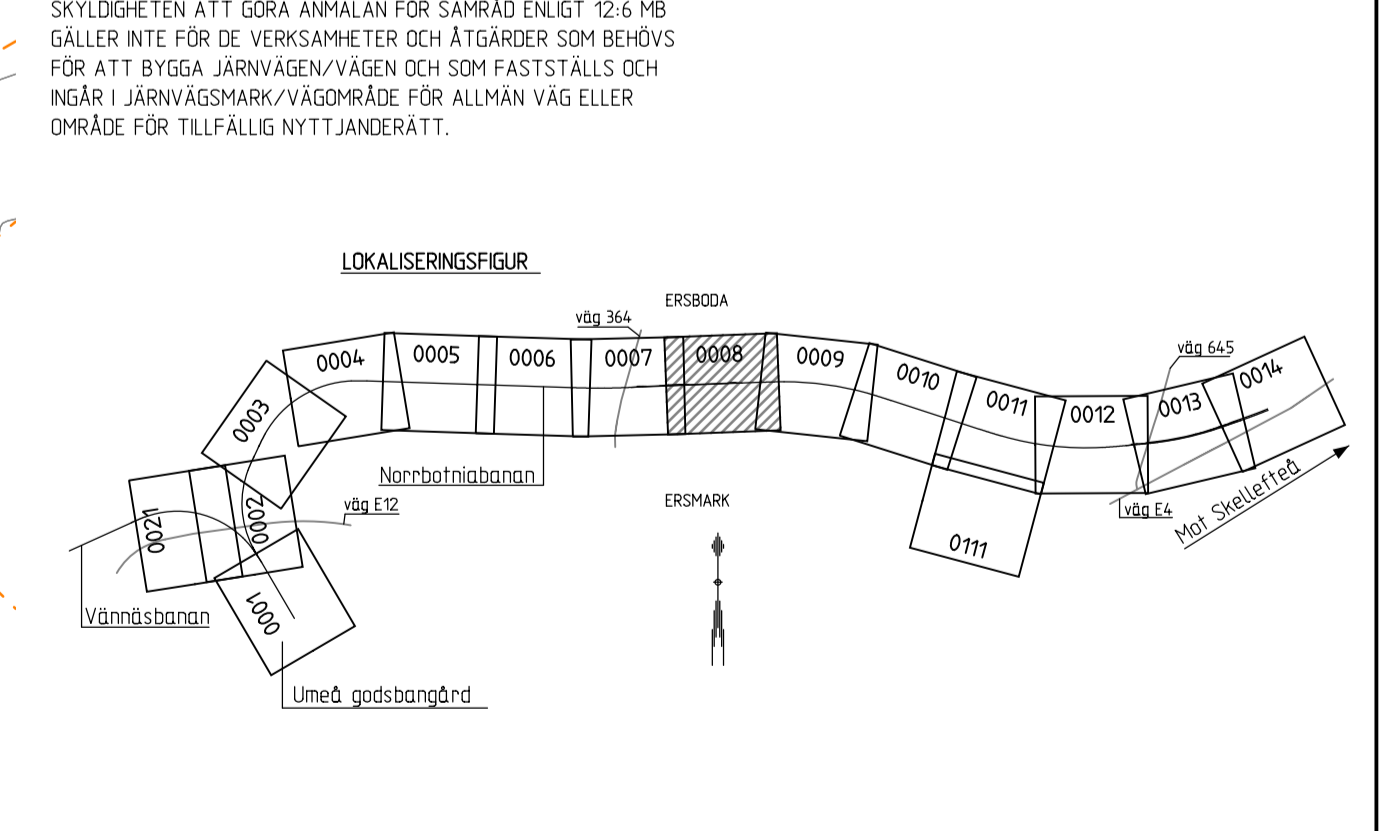 SKYLDIGHETEN ATT GÖRA ANMÄLAN FÖR SAMRÅD ENLIGT 12:6 MB
GÄLLER INTE FÖR DE VERKSAMHETER OCH ÅTGÄRDER SOM BEHÖVS
FÖR ATT BYGGA JÄRNVÄGEN/VÄGEN OCH SOM FASTSTÄLLS OCH
INGÅR I JÄRNVÄGSMARK/VÄGOMRÅDE FÖR ALLMÄN VÄG ELLER
OMRÅDE FÖR TILLFÄLLIG NYTTJANDERÄTT.
LOKALISERINGSFIGUR
ERSBODA
väg 364
väg 645
0004
0005
0006
0007
0008
0009
0010
0011
0012
0013
0014
0003
Norrbotniabanan
ERSMARK
väg E12
väg E4
Mot Skellefteå
0021
0002
0111
0001
Vännäsbanan
Umeå godsbangård